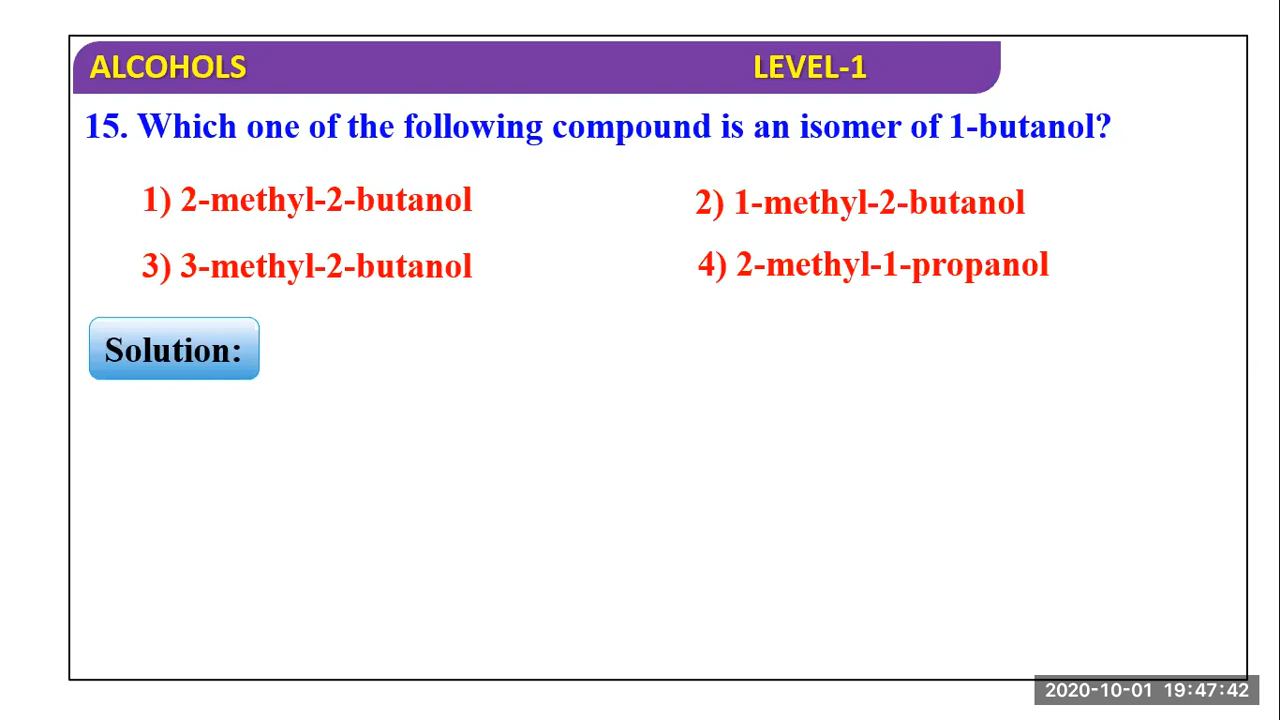 ALCOHOLS LEVEL-1
15. Which one of the following compound is an isomer of 1-butanol?
1) 2-methyl-2-butanol 2) 1-methyl-2-butanol
3) 3-methyl-2-butanol 4) 2-methyl-1-propanol
Solution:
2020-10-01 19:47:42